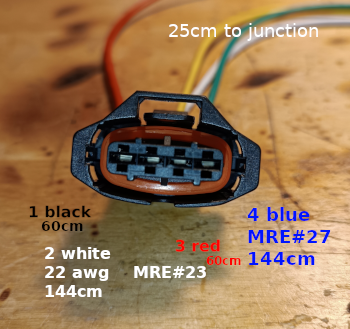 25cm to junction
1 black
60cm
2 white
22 awg MRE#23
144cm
3 red
60cm
4 blue
MRE#27
144cm